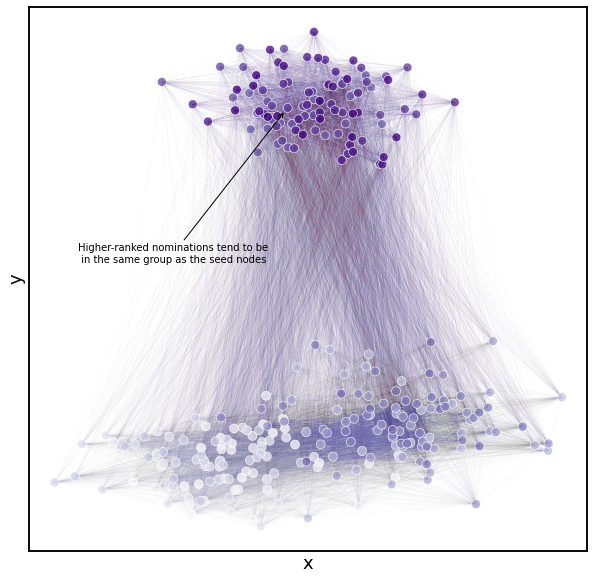 Higher-ranked nominations tend to be
in the same group as the seed nodes
y
x